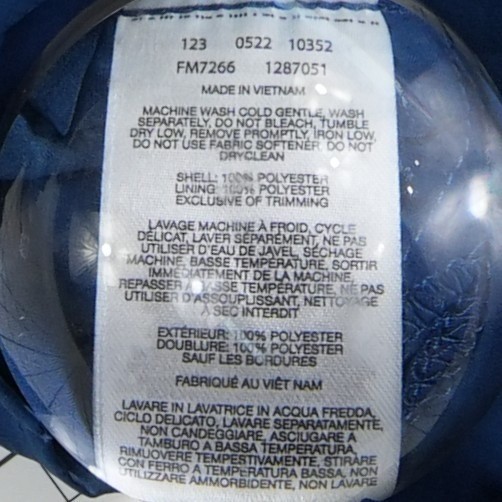 123 0522 10352
FM7266 1287051
MADE IN VIETNAM
MACHINE WASH COLD GENTLE, WASH
SEPARATELY, DO NOT BLEACH, TUMBLE
DRY LOW, REMOVE PROMPTLY, IRON LOW,
DO NOT USE FABRIC SOFTENER, DO NOT
DRYCLEAN
SHELL: 100% POLYESTER
LINING: 100% POLYESTER
EXCLUSIVE OF TRIMMING
LAVAGE MACHINE À FROID, CYCLE
DÉLICAT, LAVER SÉPARÉMENT, NE PAS
UTILISER D'EAU DE JAVEL, SÉCHAGE
MACHINE, BASSE TEMPÉRATURE, SORTIR
IMMÉDIATEMENT DE LA MACHINE,
REPASSER À BASSE TEMPÉRATURE, NE PAS
UTILISER D'ASSOUPLISSANT, NETTOYAGE
À SEC INTERDIT
EXTÉRIEUR: 100% POLYESTER
DOUBLURE: 100% POLYESTER
SAUF LES BORDURES
FABRIQUÉ AU VIÊT NAM
LAVARE IN LAVATRICE IN ACQUA FREDDA,
CICLO DELICATO, LAVARE SEPARATAMENTE,
NON CANDEGGIARE, ASCIUGARE A
TAMBURO A BASSA TEMPERATURA,
RIMUOVERE TEMPESTIVAMENTE, STIRARE
CON FERRO A TEMPERATURA BASSA, NON
UTILIZZARE AMMORBIDENTE, NON LAVARE